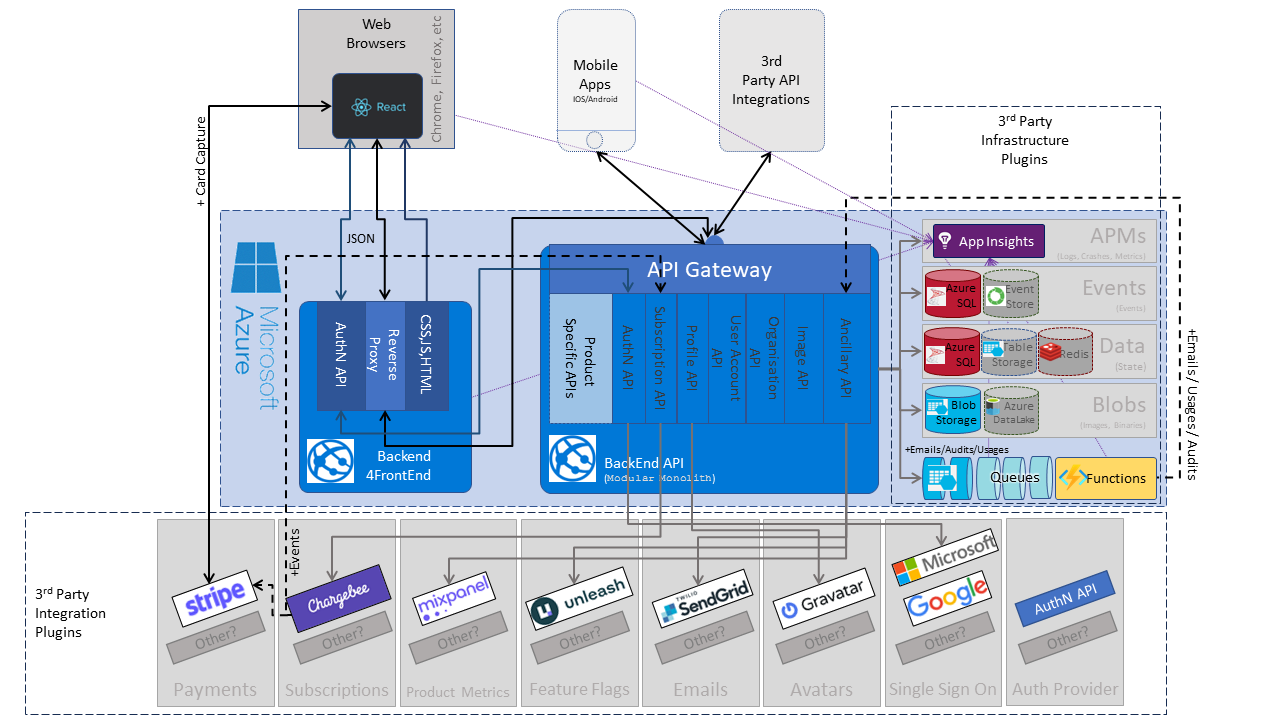 Web
Browsers
Chrome, Firefox, etc
React
Mobile
Apps
IOS/Android
3rd
Party API
Integrations
3rd Party
Infrastructure
Plugins
+ Card Capture
JSON
Microsoft
Azure
AuthN API
Reverse
Proxy
CSS,JS,HTML
Backend
4FrontEnd
API Gateway
Product
Specific APIs
AuthN API
Subscription API
Profile API
User Account
API
Organisation
API
Image API
Ancillary API
BackEnd API
(Modular Monolith)
App Insights
APMs
(Logs, Crashes, Metrics)
Azure
SQL
Event
Store
Events
(Events)
Azure
SQL
Table
Storage
Redis
Data
(State)
Blob
Storage
Azure
DataLake
Blobs
(Images, Binaries)
+Emails/Audits/Usages
Queues
Functions
+Emails/ Usages/ Audits
+Events
3rd Party
Integration
Plugins
stripe
Other?
Payments
Chargebee
Other?
Subscriptions
mixpanel
Other?
Product Metrics
unleash
Other?
Feature Flags
TWILIO
SendGrid
Other?
Emails
Gravatar
Other?
Avatars
Microsoft
Google
Other?
Single Sign On
AuthN API
Other?
Auth Provider